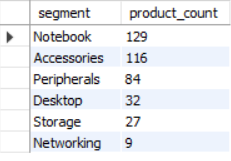 segment product_count
Notebook 129
Accessories 116
Peripherals 84
Desktop 32
Storage 27
Networking 9